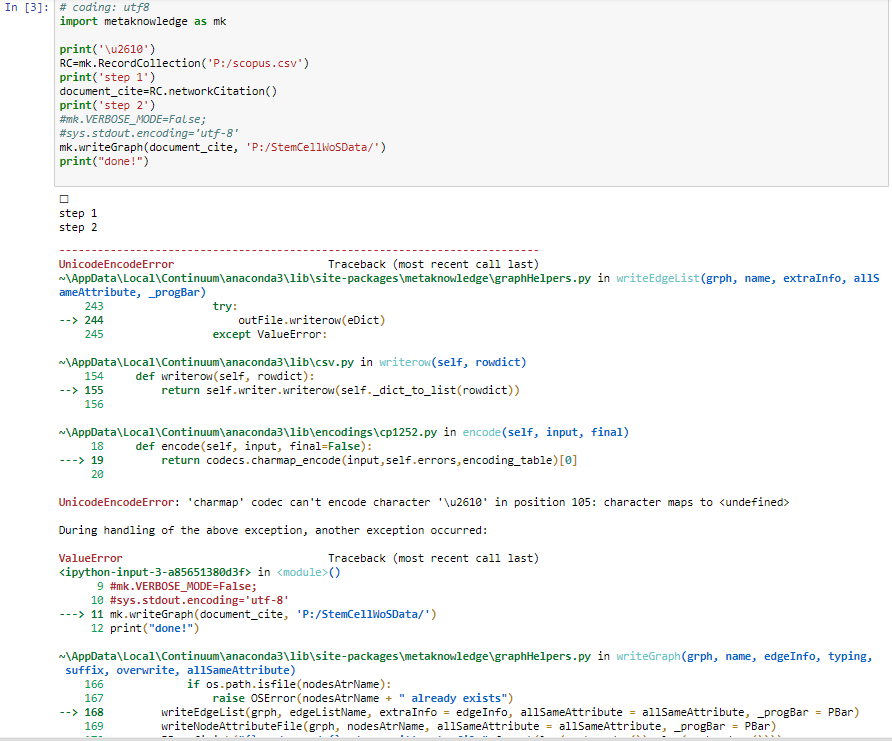 In [3]: # coding: utf8
import metaknowledge as mk
print('\u2610')
RC=mk.RecordCollection('P:/scopus.csv')
print('step 1')
document_cite=RC.networkCitation()
print('step 2')
#mk.VERBOSE_MODE=False;
#sys.stdout.encoding='utf-8'
mk.writeGraph(document_cite, 'P:/StemCellWoSData/')
print("done!")
☐
step 1
step 2
---------------------------------------------------------------------------
UnicodeEncodeError                        Traceback (most recent call last)
~\AppData\Local\Continuum\anaconda3\lib\site-packages\metaknowledge\graphHelpers.py in writeEdgeList(grph, name, extraInfo, allS
ameAttribute, _progBar)
    243                 try:
--> 244                     outFile.writerow(eDict)
    245                 except ValueError:
~\AppData\Local\Continuum\anaconda3\lib\csv.py in writerow(self, rowdict)
    154     def writerow(self, rowdict):
--> 155         return self.writer.writerow(self._dict_to_list(rowdict))
    156
~\AppData\Local\Continuum\anaconda3\lib\encodings\cp1252.py in encode(self, input, final)
     18     def encode(self, input, final=False):
---> 19         return codecs.charmap_encode(input,self.errors,encoding_table)[0]
     20
UnicodeEncodeError: 'charmap' codec can't encode character '\u2610' in position 105: character maps to <undefined>
During handling of the above exception, another exception occurred:
ValueError                                Traceback (most recent call last)
<ipython-input-3-a85651380d3f> in <module>()
      9 #mk.VERBOSE_MODE=False;
     10 #sys.stdout.encoding='utf-8'
---> 11 mk.writeGraph(document_cite, 'P:/StemCellWoSData/')
     12 print("done!")
~\AppData\Local\Continuum\anaconda3\lib\site-packages\metaknowledge\graphHelpers.py in writeGraph(grph, name, edgeInfo, typing,
 suffix, overwrite, allSameAttribute)
    166             if os.path.isfile(nodesAtrName):
    167                 raise OSError(nodesAtrName + " already exists")
--> 168         writeEdgeList(grph, edgeListName, extraInfo = edgeInfo, allSameAttribute = allSameAttribute, _progBar = PBar)
    169         writeNodeAttributeFile(grph, nodesAtrName, allSameAttribute = allSameAttribute, _progBar = PBar)